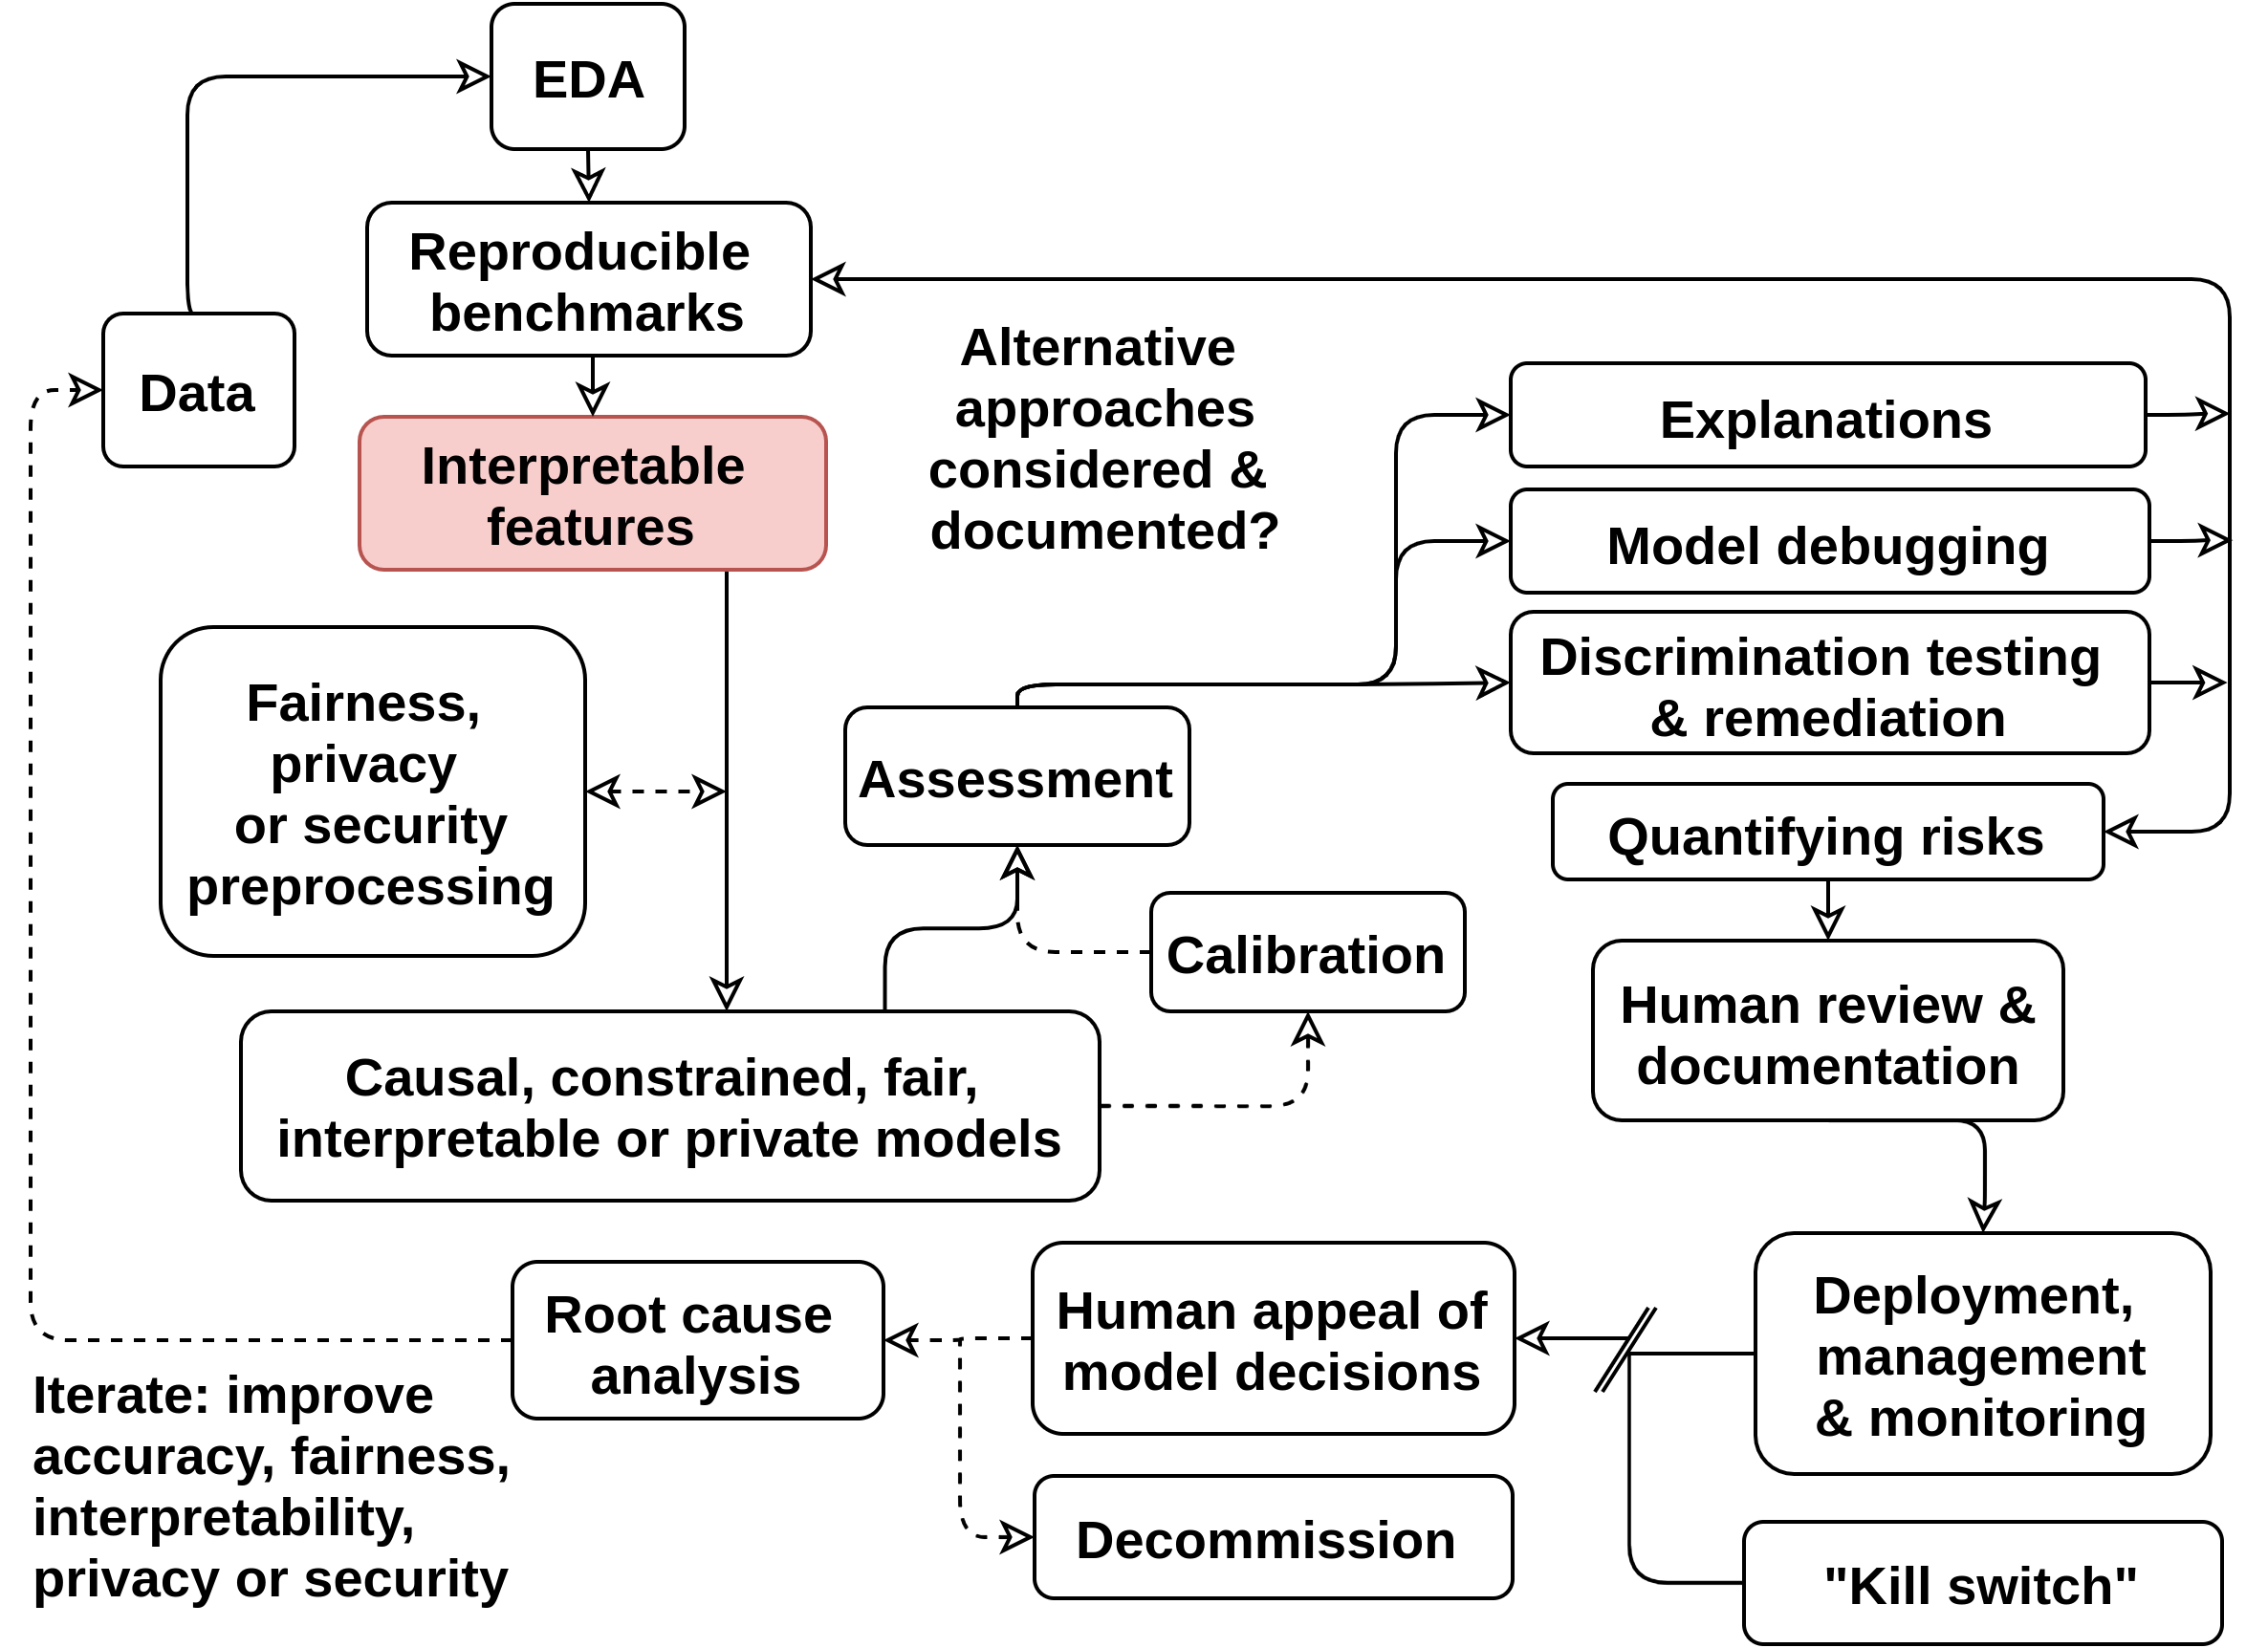 EDA
Reproducible
benchmarks
Data
Interpretable
features
Alternative
approaches
considered &
documented?
Explanations
Model debugging
Discrimination testing
& remediation
Fairness,
privacy
or security
preprocessing
Assessment
Quantifying risks
Calibration
Human review &
documentation
Causal, constrained, fair,
interpretable or private models
Root cause
analysis
Human appeal of
model decisions
Deployment,
management
& monitoring
Iterate: improve
accuracy, fairness,
interpretability,
privacy or security
Decommission
"Kill switch"